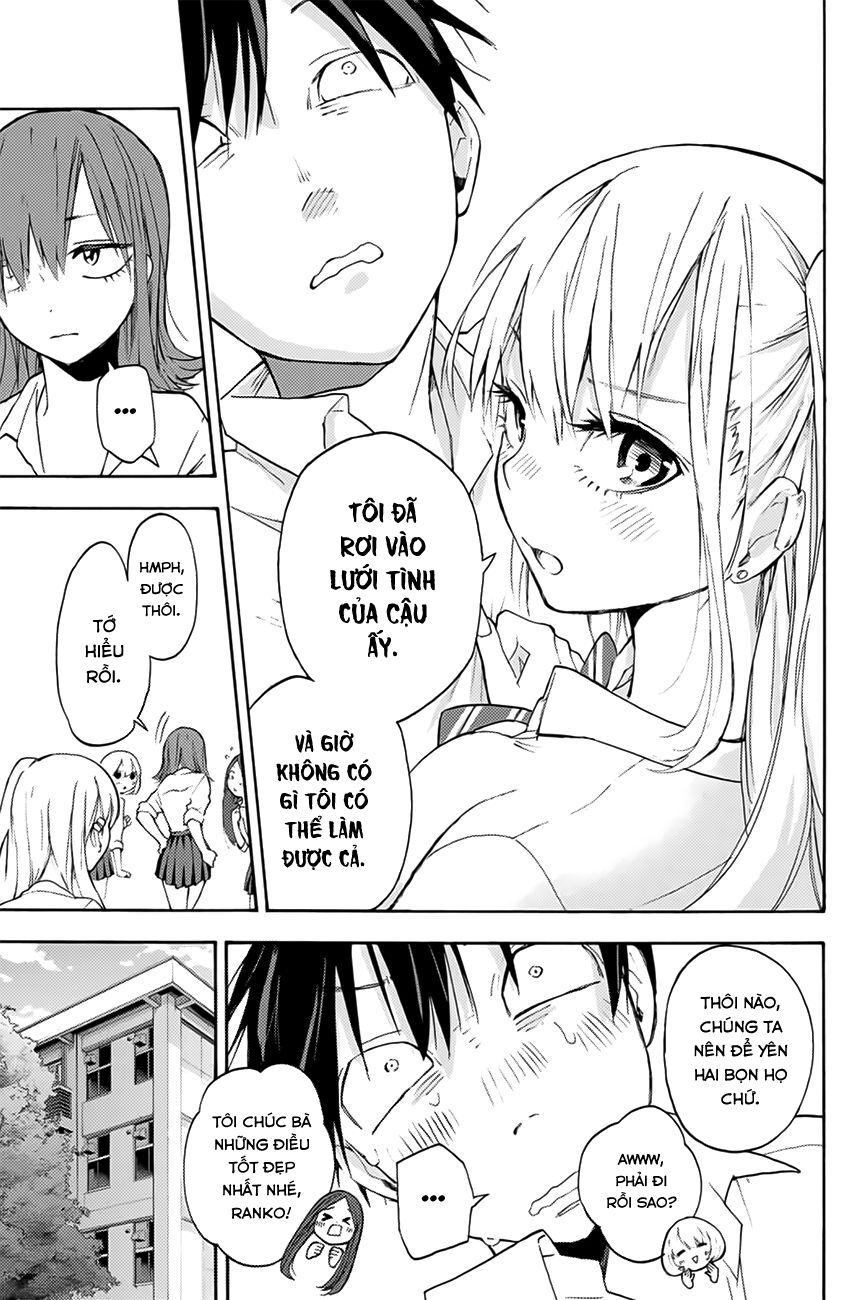 TÔI ĐÃ
RƠI VÀO
LƯỚI TÌNH
CỦA CẬU
ẤY.
VÀ GIỜ
KHÔNG CÓ
GÌ TÔI CÓ
THỂ LÀM
ĐƯỢC CẢ.
...
HMPH,
ĐƯỢC
THÔI.
TỚ
HIỂU
RỒI.
THÔI NÀO,
CHÚNG TA
NÊN ĐỂ YÊN
HAI BỌN HỌ
CHỨ.
AWWW,
PHẢI ĐI
RỒI SAO?
...
TÔI CHÚC BÀ
NHỮNG ĐIỀU
TỐT ĐẸP
NHẤT NHÉ,
RANKO!